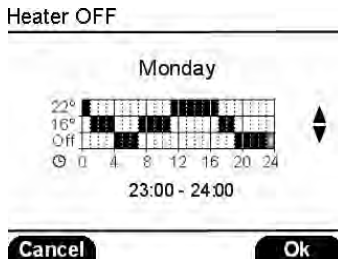 Heater OFF
Monday
22°
16°
Off
0 4 8 12 16 20 24
23:00 - 24:00
Cancel Ok